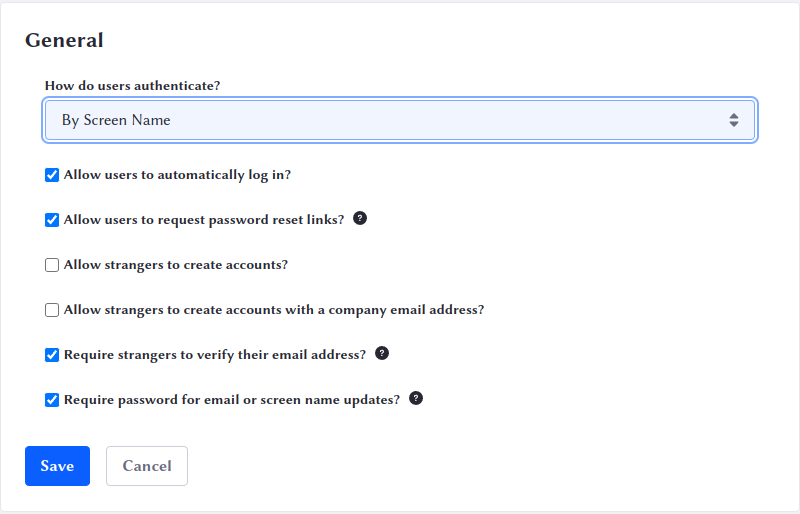 General
How do users authenticate?
By Screen Name
Allow users to automatically log in?
Allow users to request password reset links? ?
Allow strangers to create accounts?
Allow strangers to create accounts with a company email address?
Require strangers to verify their email address? ?
Require password for email or screen name updates? ?
Save Cancel